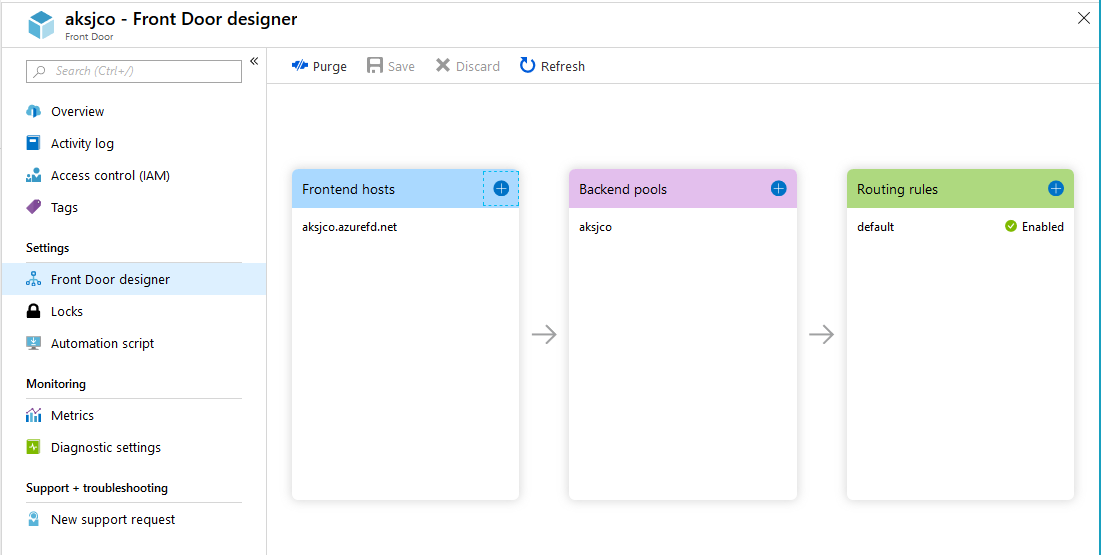 aksjco - Front Door designer
Front Door
Search (Ctrl+/)
«
Overview
Activity log
Access control (IAM)
Tags
Settings
Front Door designer
Locks
Automation script
Monitoring
Metrics
Diagnostic settings
Support + troubleshooting
New support request
Purge Save Discard Refresh
Frontend hosts
aksjco.azurefd.net
Backend pools
aksjco
Routing rules
default Enabled